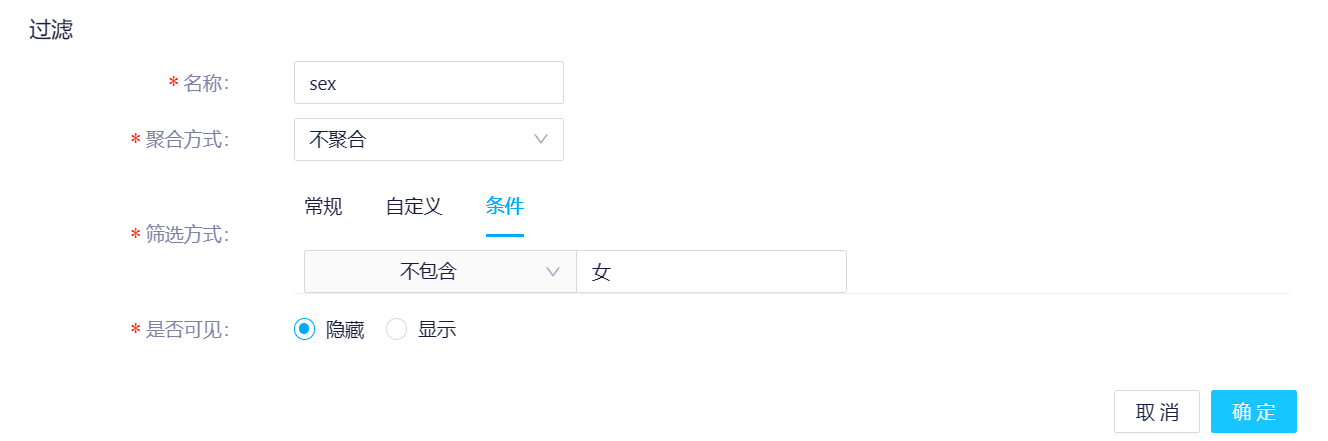 过滤
* 名称: sex
* 聚合方式: 不聚合
常规 自定义 条件
* 筛选方式:
不包含 女
* 是否可见: 隐藏 显示
取 消 确 定